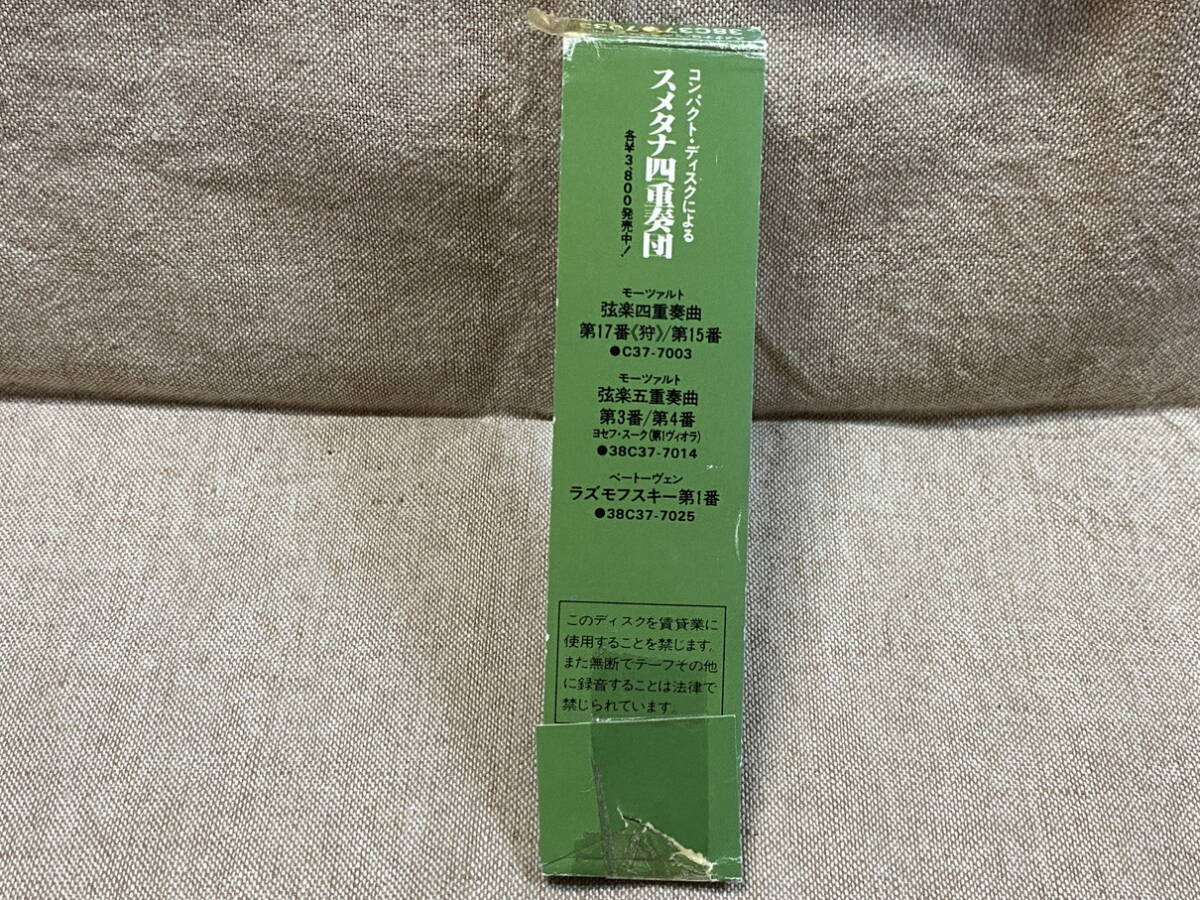 38C37-7033
コンパクト・ディスクによる
スメタナ四重奏団
各¥3,800発売中!
モーツァルト
弦楽四重奏曲
第17番《狩》/第15番
●C37-7003
モーツァルト
弦楽五重奏曲
第3番/第4番
ヨセフ・スーク(第1ヴィオラ)
●38C37-7014
ベートーヴェン
ラズモフスキー第1番
●38C37-7025
このディスクを賃貸業に
使用することを禁じます。
また無断でテープその他
に録音することは法律で
禁じられています。